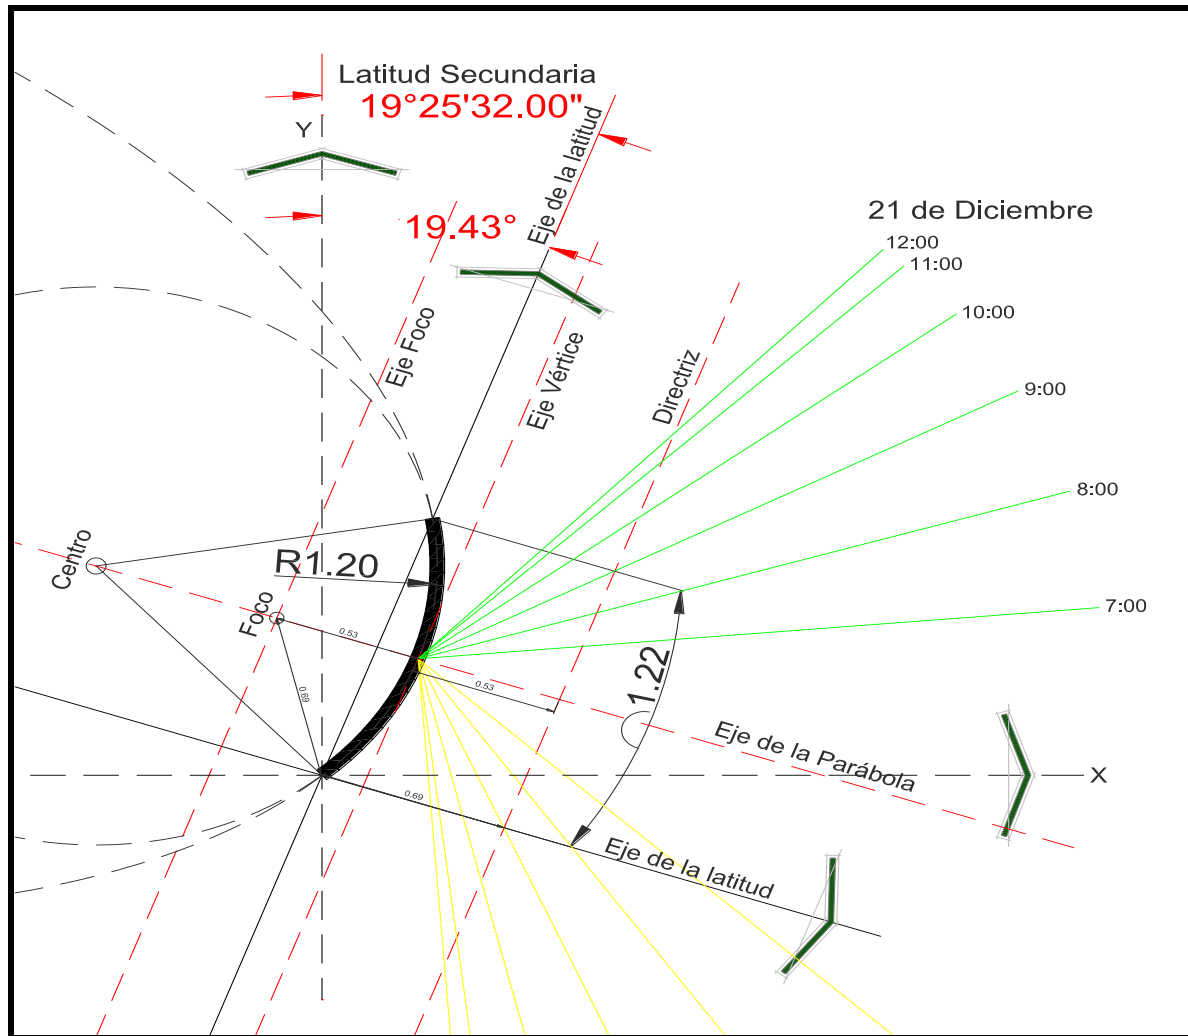 Latitud Secundaria
19°25'32.00"
Y
Eje de la latitud
19.43°
21 de Diciembre
12:00
11:00
10:00
9:00
8:00
7:00
Eje Foco
Eje Vértice
Directriz
Centro
R1.20
Foco
0.53
0.69
0.53
1.22
Eje de la Parábola
X
0.69
Eje de la latitud